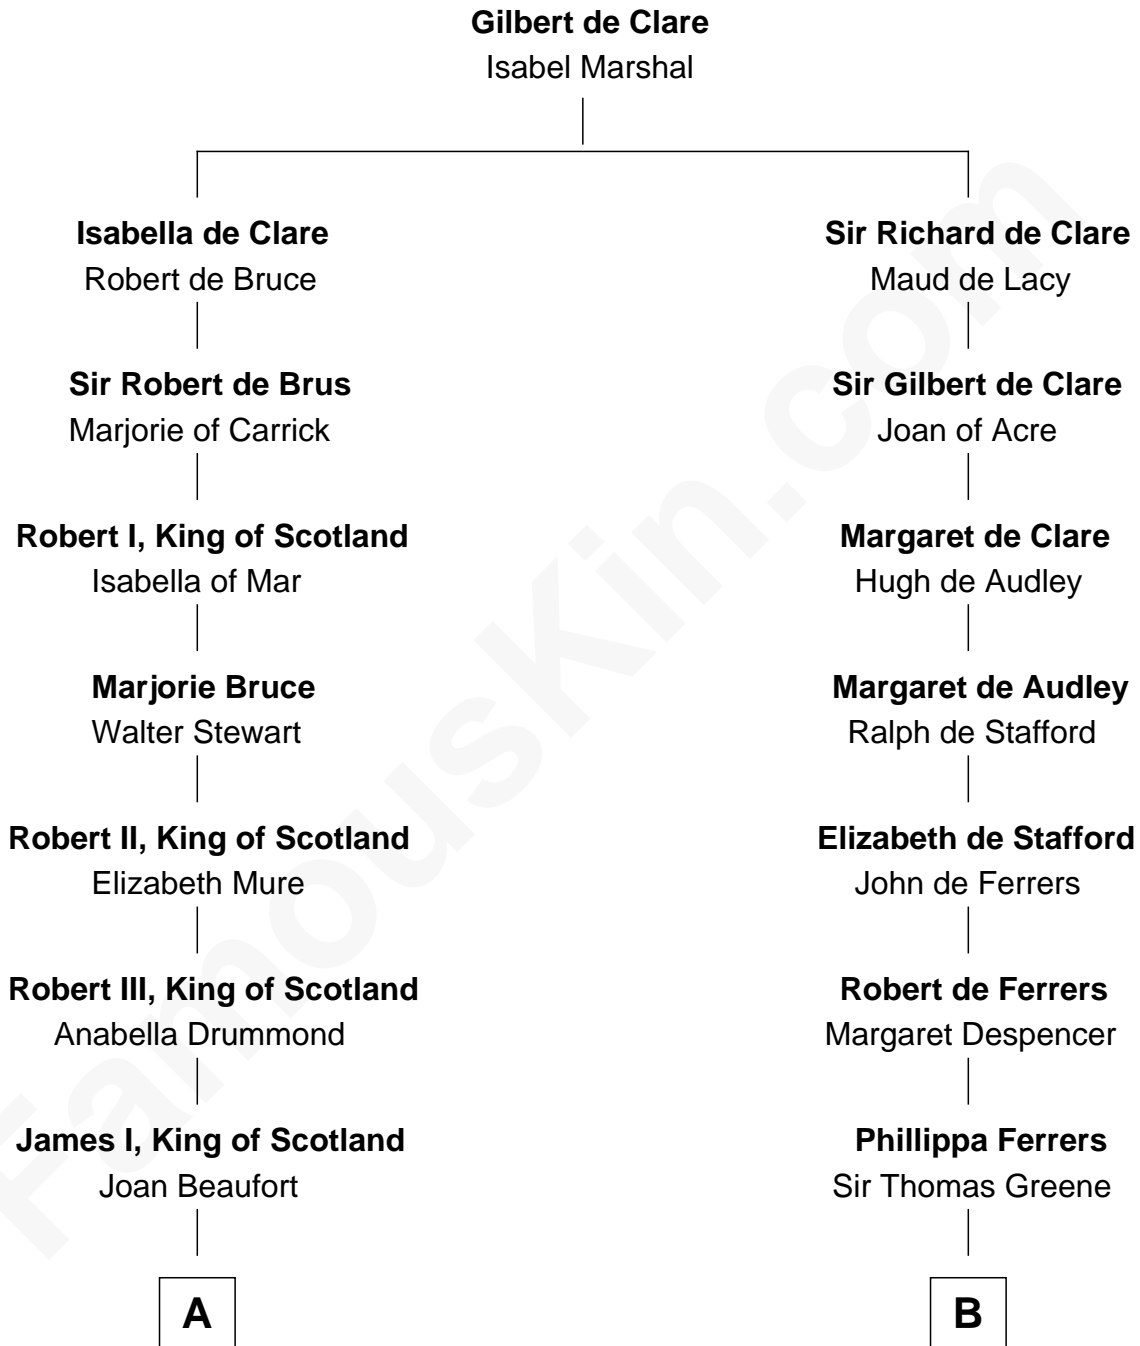 Gilbert de Clare
Isabel Marshal
Isabella de Clare
Robert de Bruce
Sir Richard de Clare
Maud de Lacy
Sir Robert de Brus
Marjorie of Carrick
Sir Gilbert de Clare
Joan of Acre
Robert I, King of Scotland
Isabella of Mar
Margaret de Clare
Hugh de Audley
Marjorie Bruce
Walter Stewart
Margaret de Audley
Ralph de Stafford
Robert II, King of Scotland
Elizabeth Mure
Elizabeth de Stafford
John de Ferrers
Robert III, King of Scotland
Anabella Drummond
Robert de Ferrers
Margaret Despencer
James I, King of Scotland
Joan Beaufort
Phillippa Ferrers
Sir Thomas Greene
A
B
FamousKin.com